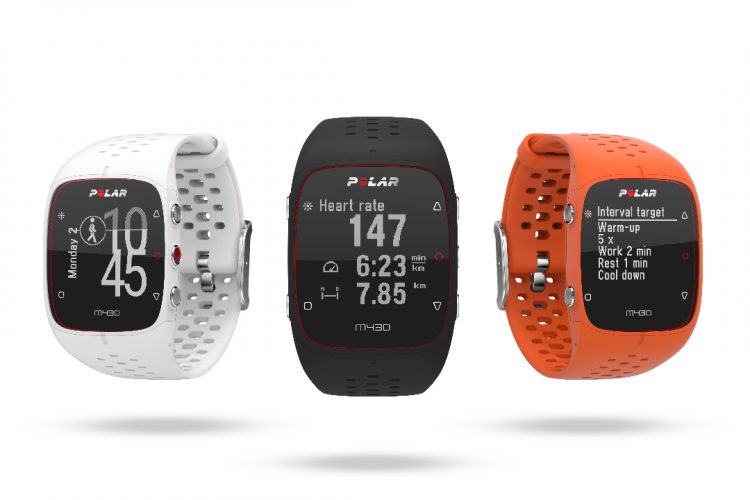 POLAR
Monday 2
18
45
M430
POLAR
Heart rate
147
6:23 min km
7.85 km
M430
POLAR
Interval target
Warm-up
5 x
Work 2 min
Rest 1 min
Cool down
M430